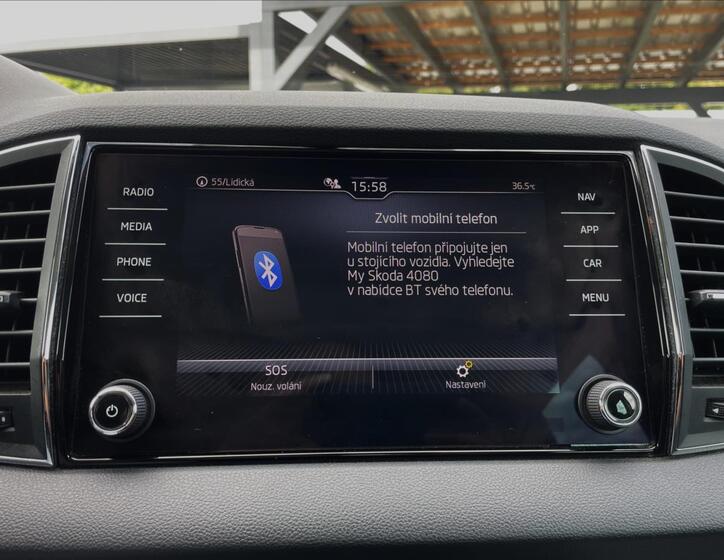 55/Lidická
15:58
36.5°C
RADIO
MEDIA
PHONE
VOICE
Zvolit mobilní telefon
Mobilní telefon připojujte jen
u stojícího vozidla. Vyhledejte
My Skoda 4080
v nabídce BT svého telefonu.
NAV
APP
CAR
MENU
SOS
Nouz. volání
Nastavení